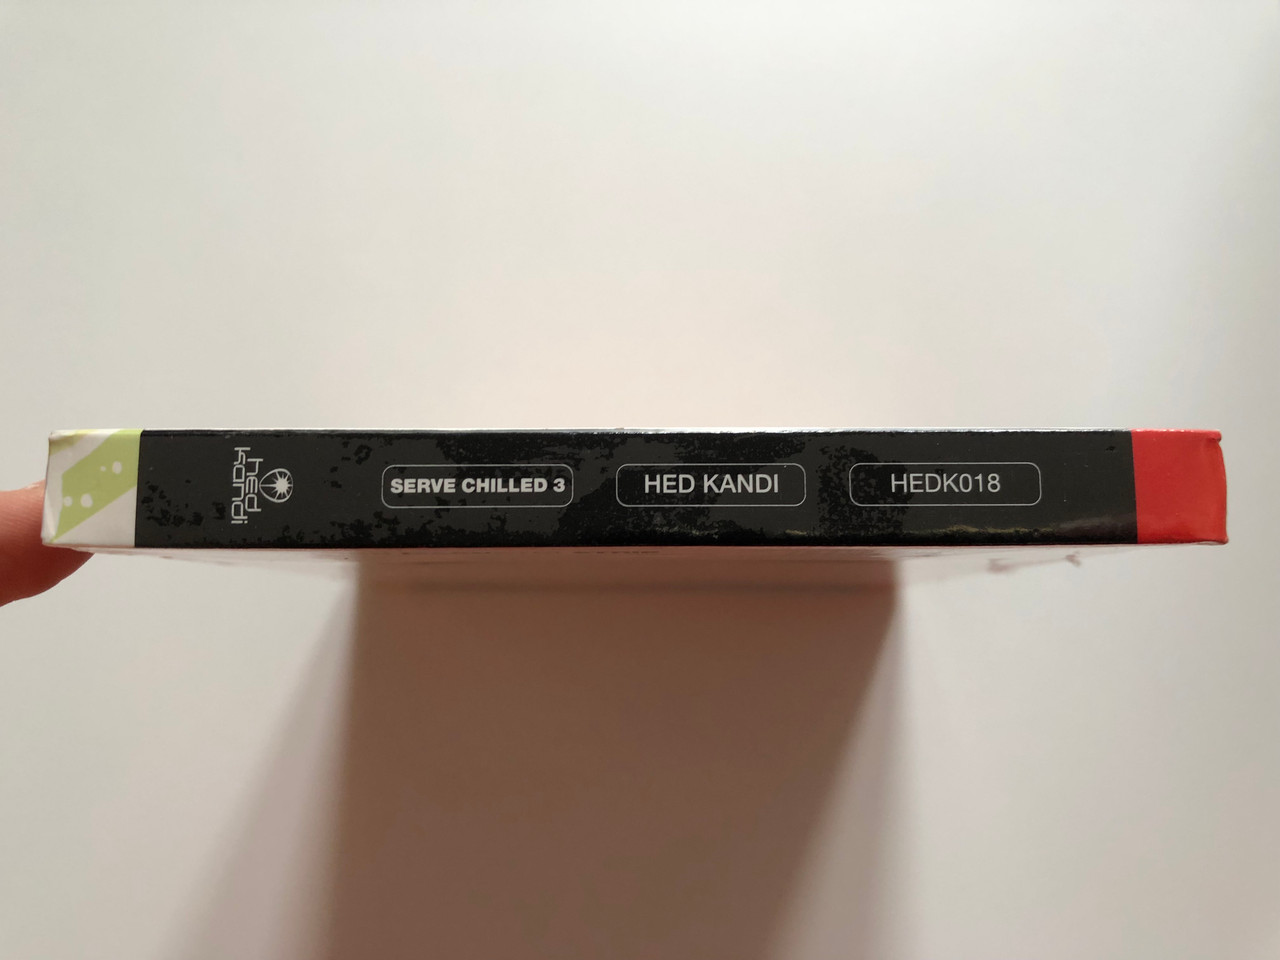 hed
kandi
SERVE CHILLED 3
HED KANDI
HEDK018